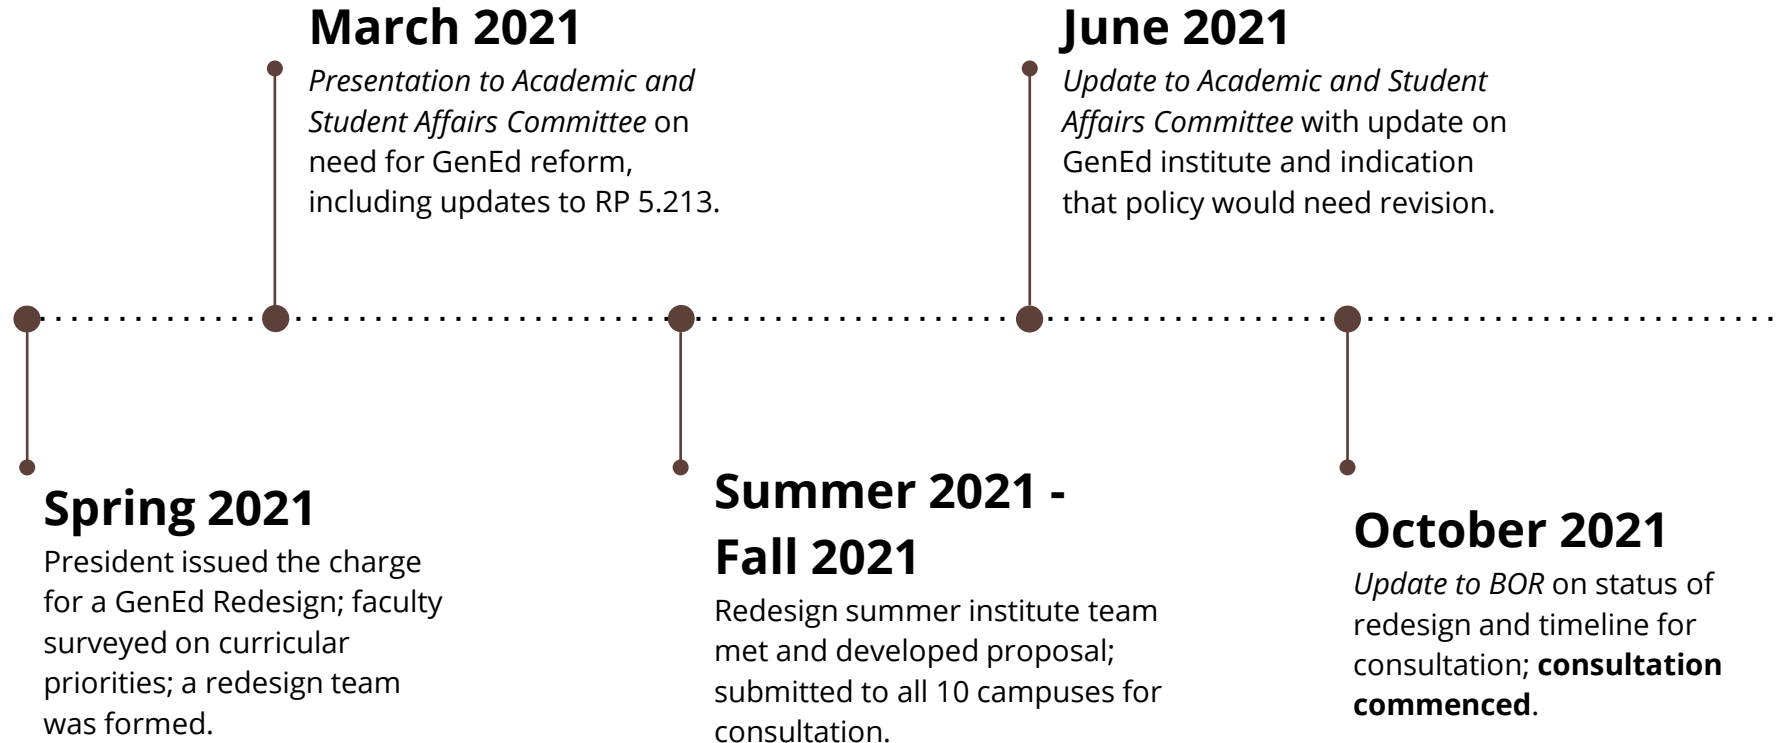 March 2021
Presentation to Academic and
Student Affairs Committee on
need for GenEd reform,
including updates to RP 5.213.
June 2021
Update to Academic and Student
Affairs Committee with update on
GenEd institute and indication
that policy would need revision.
Spring 2021
President issued the charge
for a GenEd Redesign; faculty
surveyed on curricular
priorities; a redesign team
was formed.
Summer 2021 -
Fall 2021
Redesign summer institute team
met and developed proposal;
submitted to all 10 campuses for
consultation.
October 2021
Update to BOR on status of
redesign and timeline for
consultation; consultation
commenced.